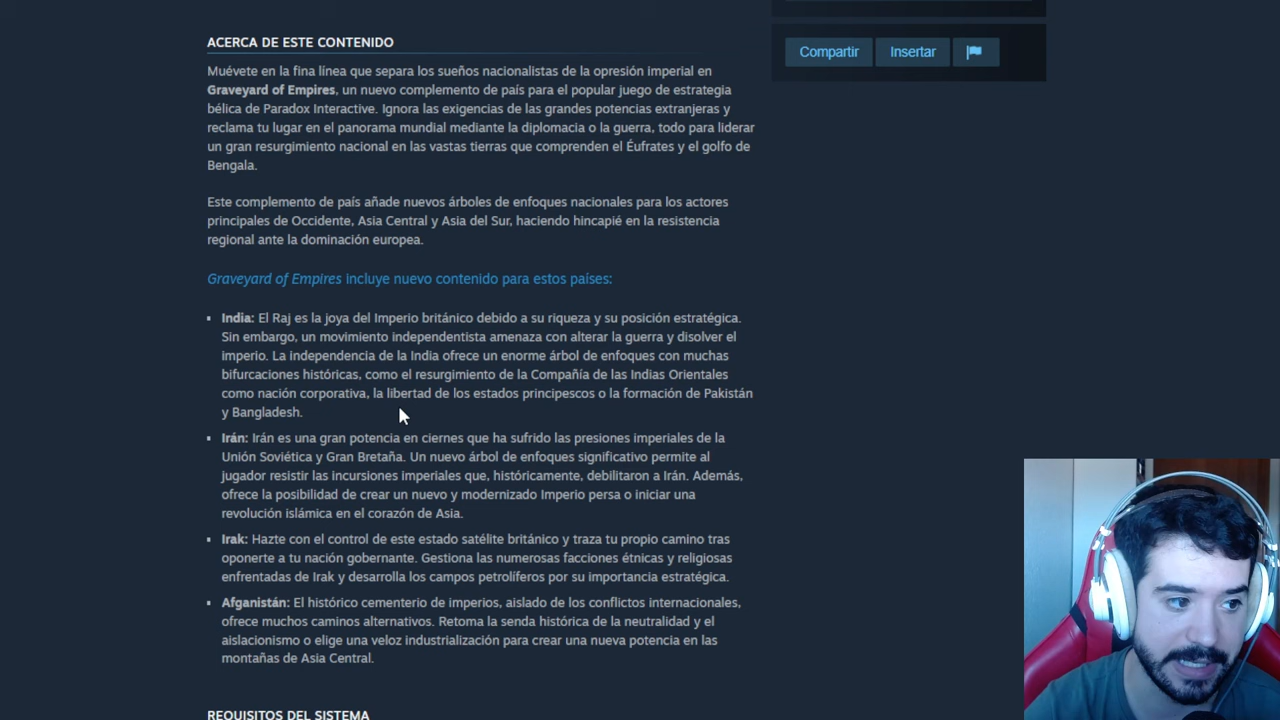 ACERCA DE ESTE CONTENIDO
Muévete en la fina línea que separa los sueños nacionalistas de la opresión imperial en
Graveyard of Empires, un nuevo complemento de país para el popular juego de estrategia
bélica de Paradox Interactive. Ignora las exigencias de las grandes potencias extranjeras y
reclama tu lugar en el panorama mundial mediante la diplomacia o la guerra, todo para liderar
un gran resurgimiento nacional en las vastas tierras que comprenden el Éufrates y el golfo de
Bengala.
Este complemento de país añade nuevos árboles de enfoques nacionales para los actores
principales de Occidente, Asia Central y Asia del Sur, haciendo hincapié en la resistencia
regional ante la dominación europea.
Graveyard of Empires incluye nuevo contenido para estos países:
India: El Raj es la joya del Imperio británico debido a su riqueza y su posición estratégica.
Sin embargo, un movimiento independentista amenaza con alterar la guerra y disolver el
imperio. La independencia de la India ofrece un enorme árbol de enfoques con muchas
bifurcaciones históricas, como el resurgimiento de la Compañía de las Indias Orientales
como nación corporativa, la libertad de los estados principescos o la formación de Pakistán
y Bangladesh.
Irán: Irán es una gran potencia en ciernes que ha sufrido las presiones imperiales de la
Unión Soviética y Gran Bretaña. Un nuevo árbol de enfoques significativo permite al
jugador resistir las incursiones imperiales que, históricamente, debilitaron a Irán. Además,
ofrece la posibilidad de crear un nuevo y modernizado Imperio persa o iniciar una
revolución islámica en el corazón de Asia.
Irak: Hazte con el control de este estado satélite británico y traza tu propio camino tras
oponerte a tu nación gobernante. Gestiona las numerosas facciones étnicas y religiosas
enfrentadas de Irak y desarrolla los campos petrolíferos por su importancia estratégica.
Afganistán: El histórico cementerio de imperios, aislado de los conflictos internacionales,
ofrece muchos caminos alternativos. Retoma la senda histórica de la neutralidad y el
aislacionismo o elige una veloz industrialización para crear una nueva potencia en las
montañas de Asia Central.
REQUISITOS DEL SISTEMA
Compartir
Insertar